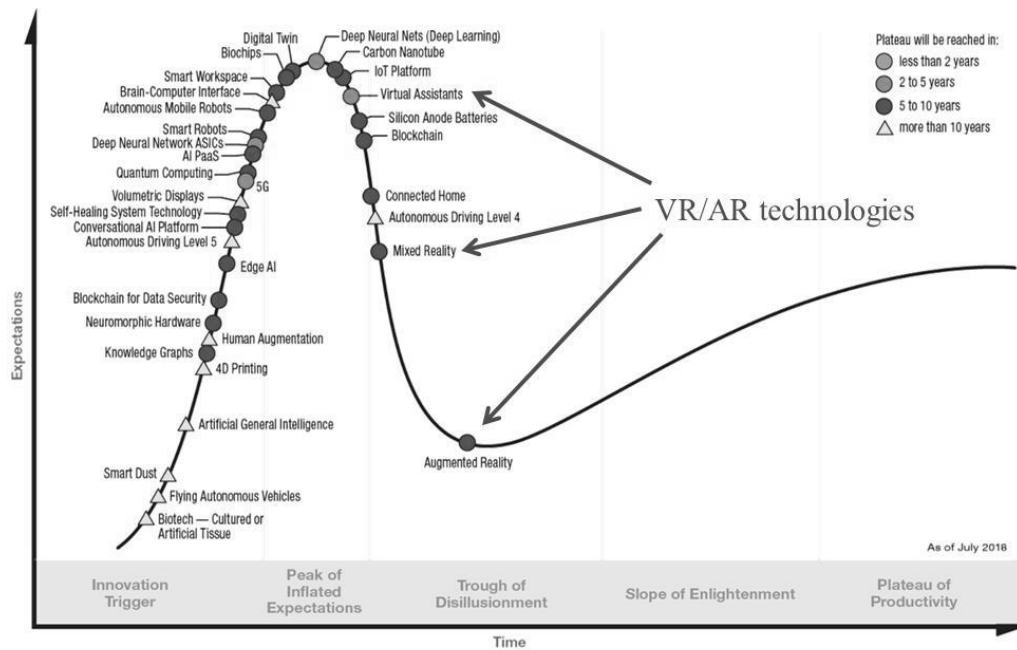 Expectations
Digital Twin
Biochips
Smart Workspace
Brain-Computer Interface
Autonomous Mobile Robots
Smart Robots
Deep Neural Network ASICs
AI PaaS
Quantum Computing
5G
Volumetric Displays
Self-Healing System Technology
Conversational AI Platform
Autonomous Driving Level 5
Edge AI
Blockchain for Data Security
Neuromorphic Hardware
Human Augmentation
Knowledge Graphs
4D Printing
Artificial General Intelligence
Smart Dust
Flying Autonomous Vehicles
Biotech — Cultured or
Artificial Tissue
Deep Neural Nets (Deep Learning)
Carbon Nanotube
IoT Platform
Virtual Assistants
Silicon Anode Batteries
Blockchain
Connected Home
Autonomous Driving Level 4
Mixed Reality
Augmented Reality
VR/AR technologies
Plateau will be reached in:
less than 2 years
2 to 5 years
5 to 10 years
more than 10 years
As of July 2018
Innovation
Trigger
Peak of
Inflated
Expectations
Trough of
Disillusionment
Slope of Enlightenment
Plateau of
Productivity
Time